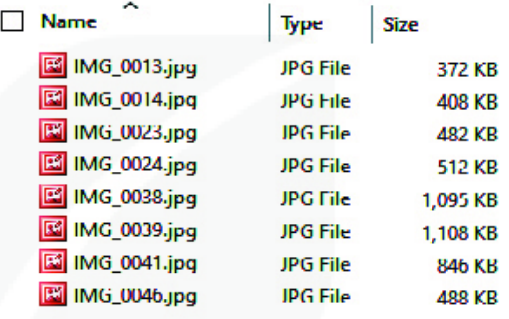 Name Type Size
IMG_0013.jpg JPG File 372 KB
IMG_0014.jpg JPG File 408 KB
IMG_0023.jpg JPG File 482 KB
IMG_0024.jpg JPG File 512 KB
IMG_0038.jpg JPG File 1,095 KB
IMG_0039.jpg JPG File 1,108 KB
IMG_0041.jpg JPG File 846 KB
IMG_0046.jpg JPG File 488 KB